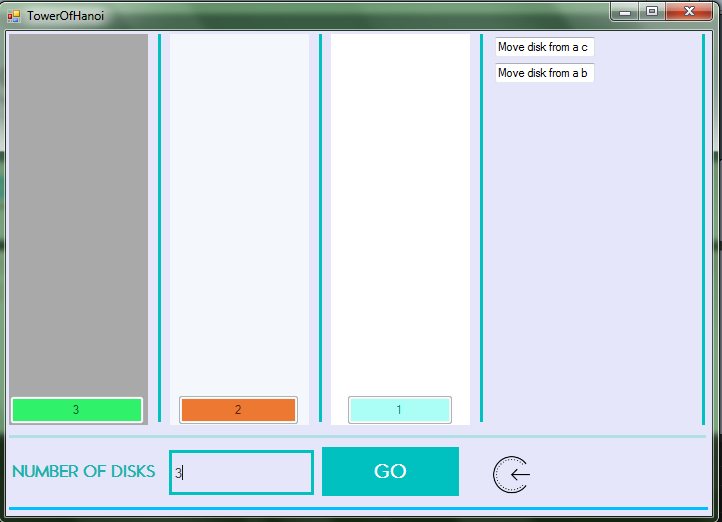 TowerOfHanoi
Move disk from a c
Move disk from a b
3
2
1
NUMBER OF DISKS
3
GO